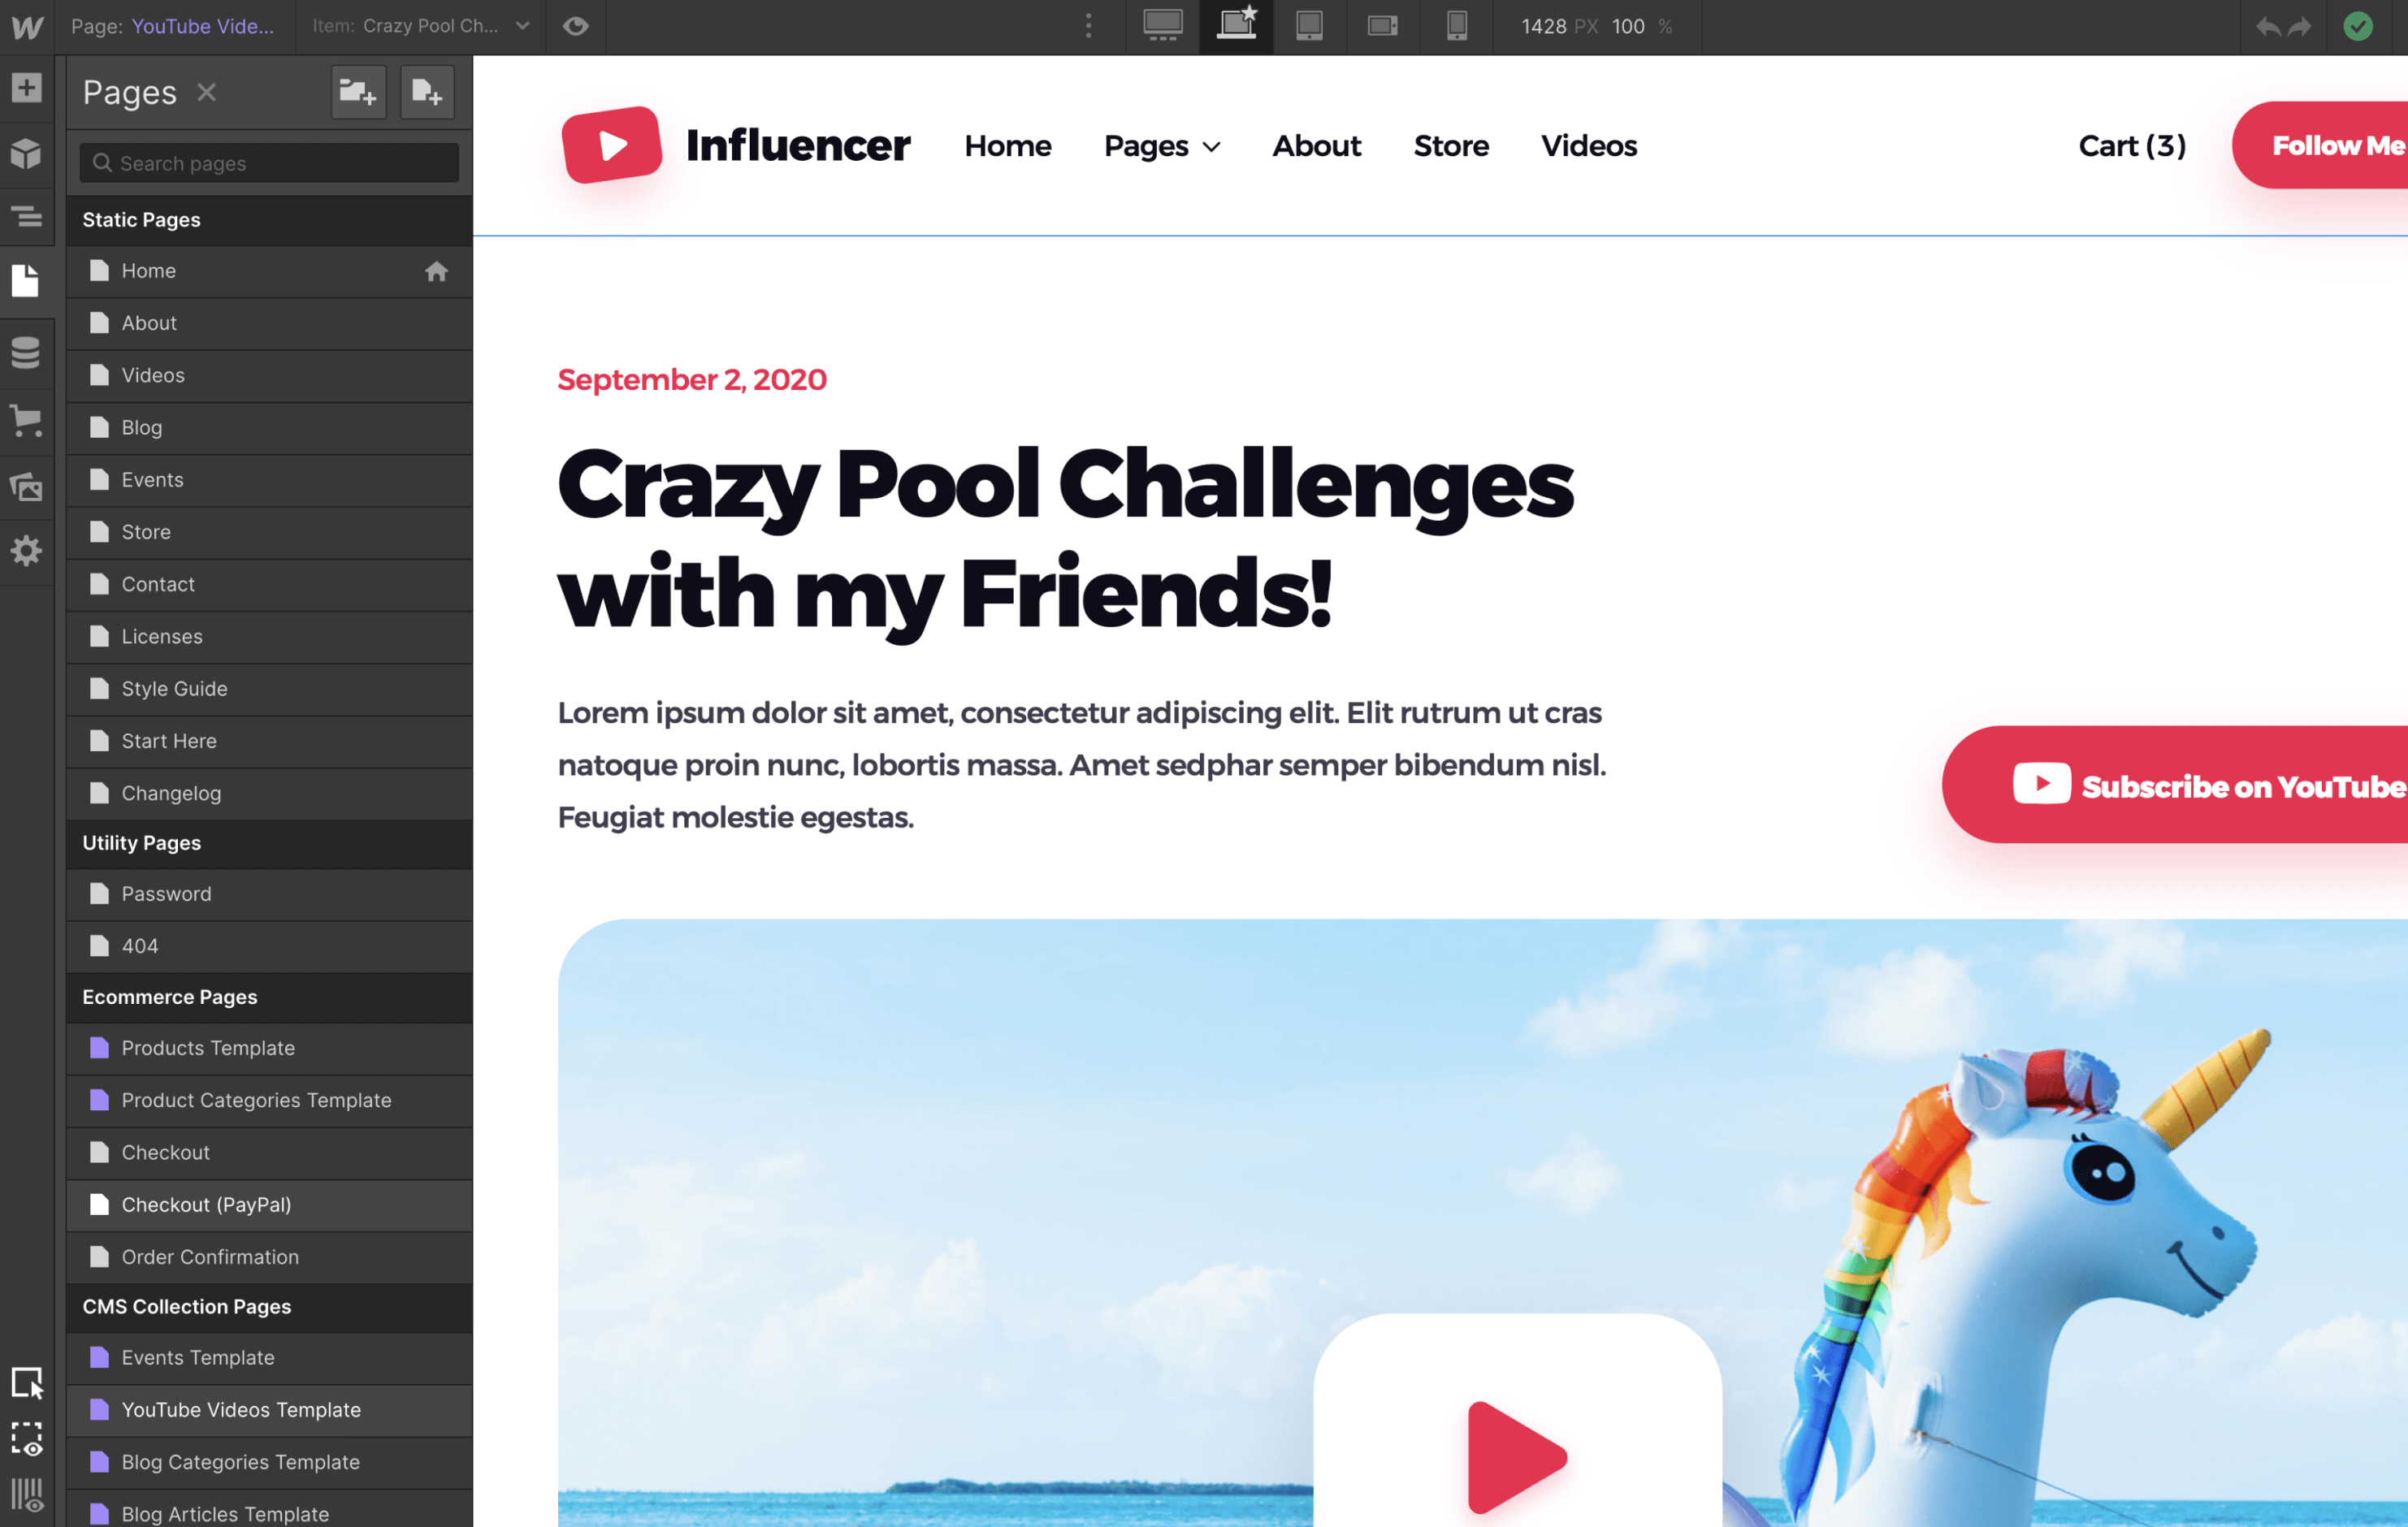 Page: YouTube Vide...
Item: Crazy Pool Ch...
1428 PX 100 %
Pages
Search pages
Static Pages
Home
About
Videos
Blog
Events
Store
Contact
Licenses
Style Guide
Start Here
Changelog
Utility Pages
Password
404
Ecommerce Pages
Products Template
Product Categories Template
Checkout
Checkout (PayPal)
Order Confirmation
CMS Collection Pages
Events Template
YouTube Videos Template
Blog Categories Template
Blog Articles Template
Influencer
Home
Pages
About
Store
Videos
Cart (3)
Follow Me
September 2, 2020
Crazy Pool Challenges
with my Friends!
Lorem ipsum dolor sit amet, consectetur adipiscing elit. Elit rutrum ut cras
natoque proin nunc, lobortis massa. Amet sedphar semper bibendum nisl.
Feugiat molestie egestas.
Subscribe on YouTube